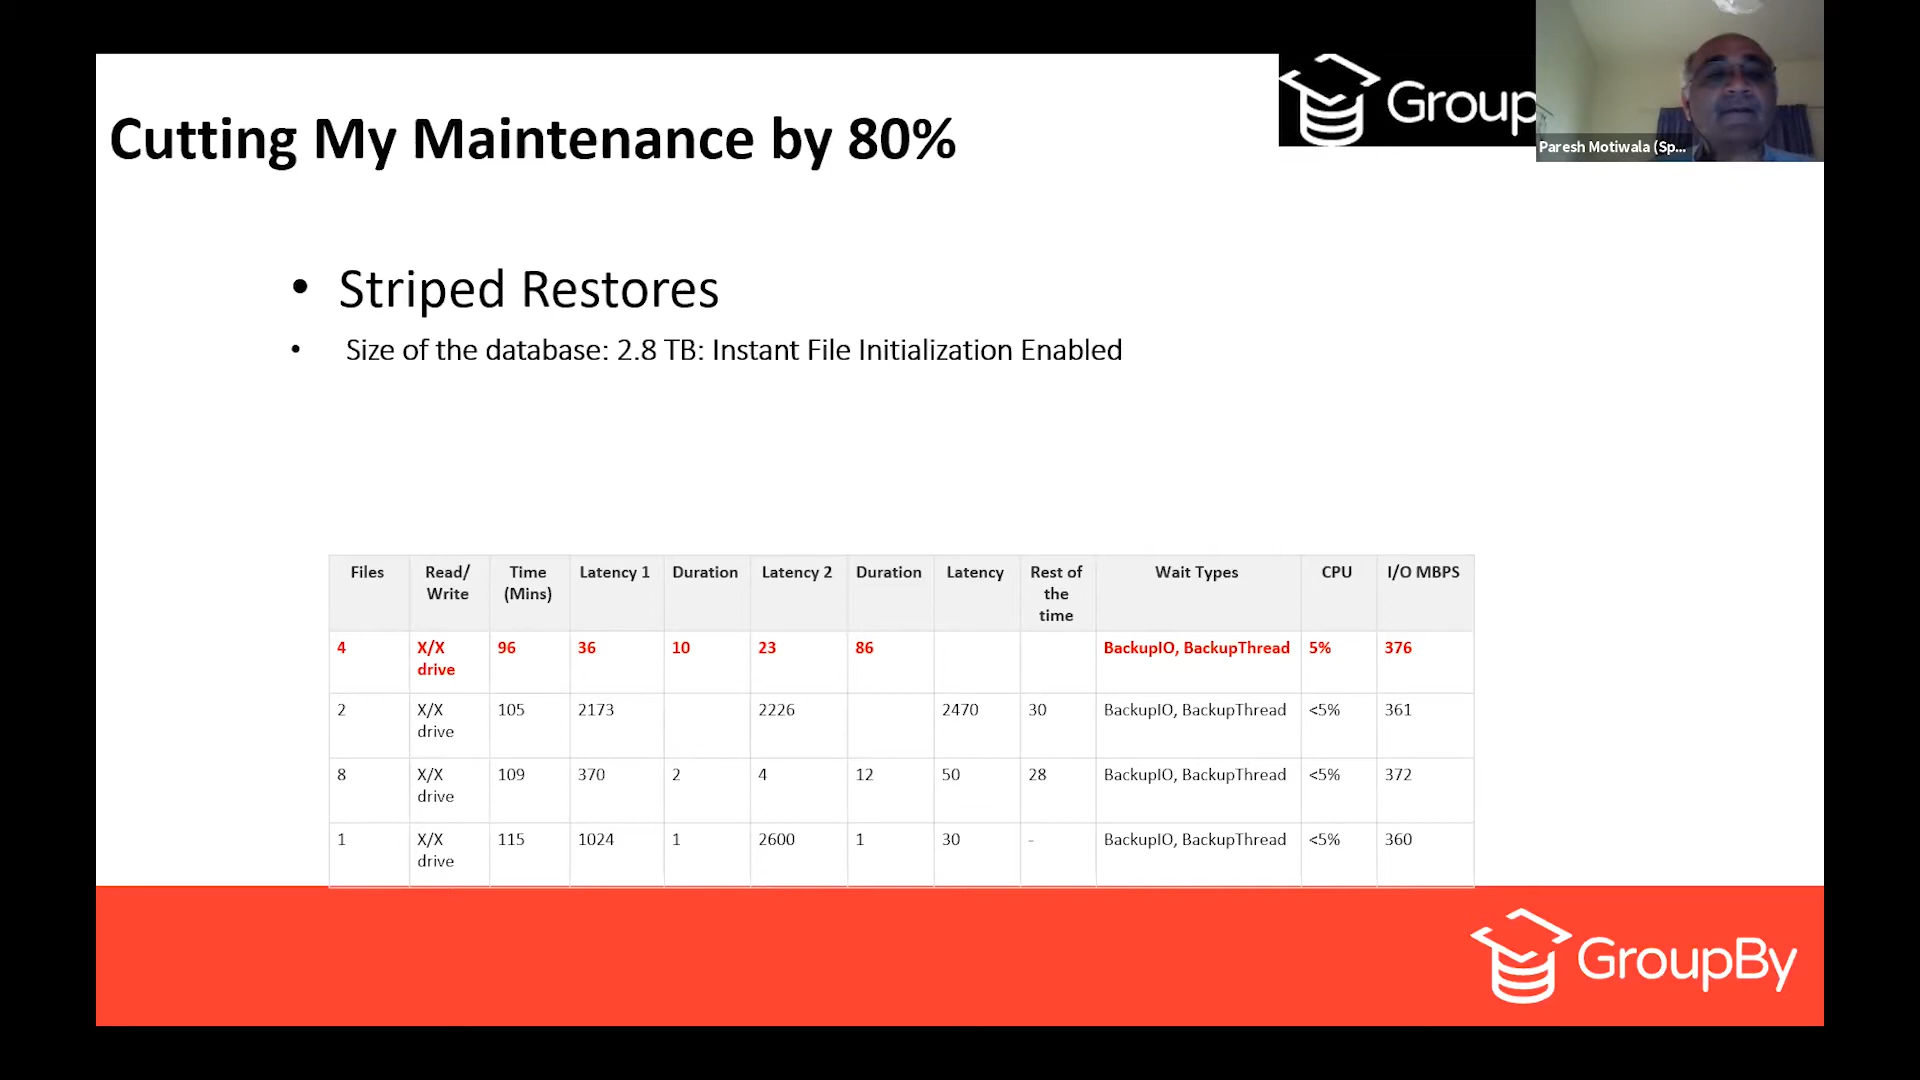 Group
Paresh Motiwala (Sp...
Cutting My Maintenance by 80%
• Striped Restores
• Size of the database: 2.8 TB: Instant File Initialization Enabled
Files Read/ Write Time (Mins) Latency 1 Duration Latency 2 Duration Latency Rest of the time Wait Types CPU I/O MBPS
4 X/X drive 96 36 10 23 86 BackupIO, BackupThread 5% 376
2 X/X drive 105 2173 2226 2470 30 BackupIO, BackupThread <5% 361
8 X/X drive 109 370 2 4 12 50 28 BackupIO, BackupThread <5% 372
1 X/X drive 115 1024 1 2600 1 30 - BackupIO, BackupThread <5% 360
GroupBy